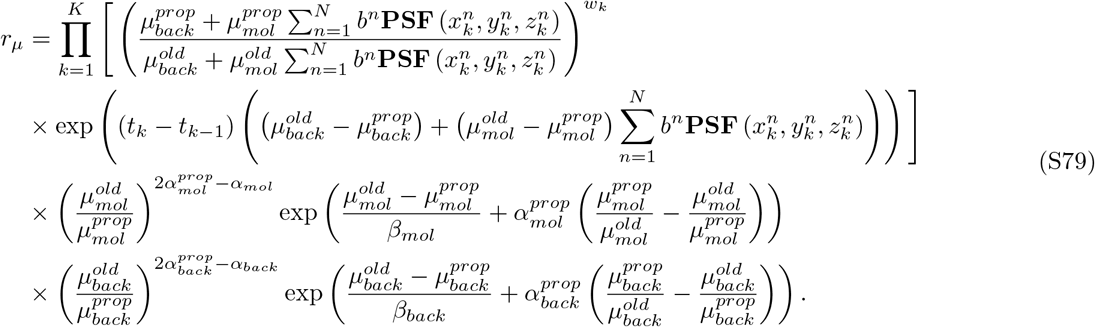 $r_{\mu} = \prod_{k=1}^{K} \left[ \left( \frac{\mu_{back}^{prop} + \mu_{mol}^{prop} \sum_{n=1}^{N} b^n \mathbf{PSF}\left(x_k^n, y_k^n, z_k^n\right)}{\mu_{back}^{old} + \mu_{mol}^{old} \sum_{n=1}^{N} b^n \mathbf{PSF}\left(x_k^n, y_k^n, z_k^n\right)} \right)^{w_k} \right.$
$\left. \times \exp\left( (t_k - t_{k-1}) \left( \left( \mu_{back}^{old} - \mu_{back}^{prop} \right) + \left( \mu_{mol}^{old} - \mu_{mol}^{prop} \right) \sum_{n=1}^{N} b^n \mathbf{PSF}\left(x_k^n, y_k^n, z_k^n\right) \right) \right) \right]$ (S79)
$\times \left( \frac{\mu_{mol}^{old}}{\mu_{mol}^{prop}} \right)^{2\alpha_{mol}^{prop} - \alpha_{mol}} \exp\left( \frac{\mu_{mol}^{old} - \mu_{mol}^{prop}}{\beta_{mol}} + \alpha_{mol}^{prop} \left( \frac{\mu_{mol}^{prop}}{\mu_{mol}^{old}} - \frac{\mu_{mol}^{old}}{\mu_{mol}^{prop}} \right) \right)$
$\times \left( \frac{\mu_{back}^{old}}{\mu_{back}^{prop}} \right)^{2\alpha_{back}^{prop} - \alpha_{back}} \exp\left( \frac{\mu_{back}^{old} - \mu_{back}^{prop}}{\beta_{back}} + \alpha_{back}^{prop} \left( \frac{\mu_{back}^{prop}}{\mu_{back}^{old}} - \frac{\mu_{back}^{old}}{\mu_{back}^{prop}} \right) \right).$